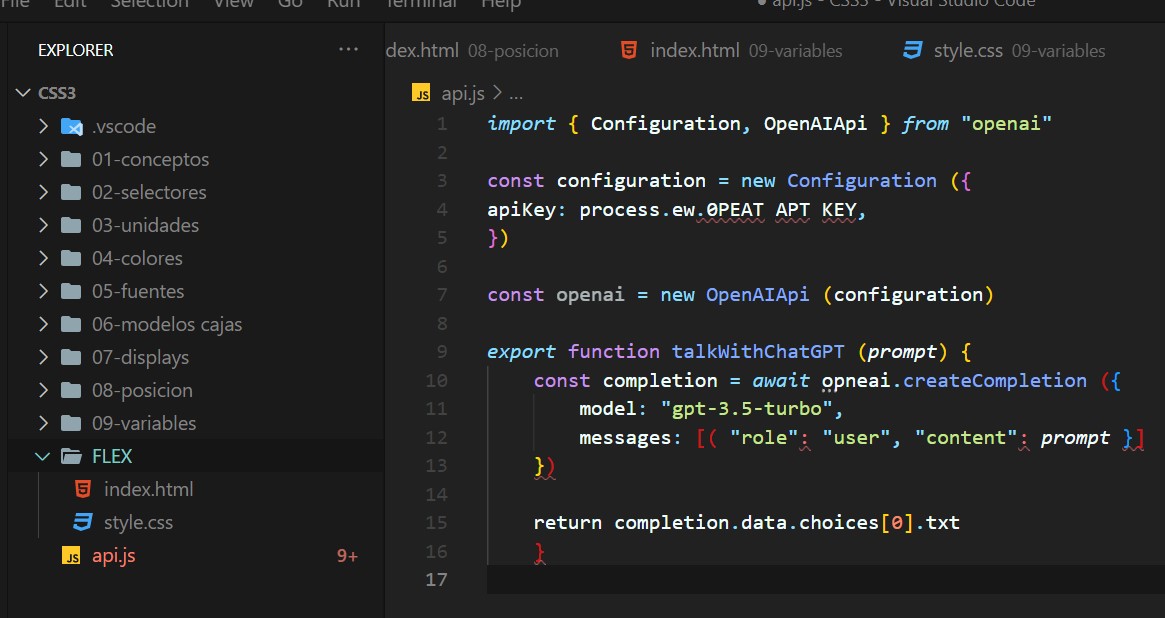 File Edit Selection View Go Run Terminal Help api.js - CSS3 - Visual Studio Code
EXPLORER ...
dex.html 08-posicion index.html 09-variables style.css 09-variables
CSS3
JS api.js > ...
.vscode
01-conceptos
02-selectores
03-unidades
04-colores
05-fuentes
06-modelos cajas
07-displays
08-posicion
09-variables
FLEX
index.html
style.css
JS api.js 9+
1 import { Configuration, OpenAIApi } from "openai"
2
3 const configuration = new Configuration ({
4 apiKey: process.ew.0PEAT APT KEY,
5 })
6
7 const openai = new OpenAIApi (configuration)
8
9 export function talkWithChatGPT (prompt) {
10 const completion = await opneai.createCompletion ({
11 model: "gpt-3.5-turbo",
12 messages: [( "role": "user", "content": prompt }]
13 })
14
15 return completion.data.choices[0].txt
16 }
17